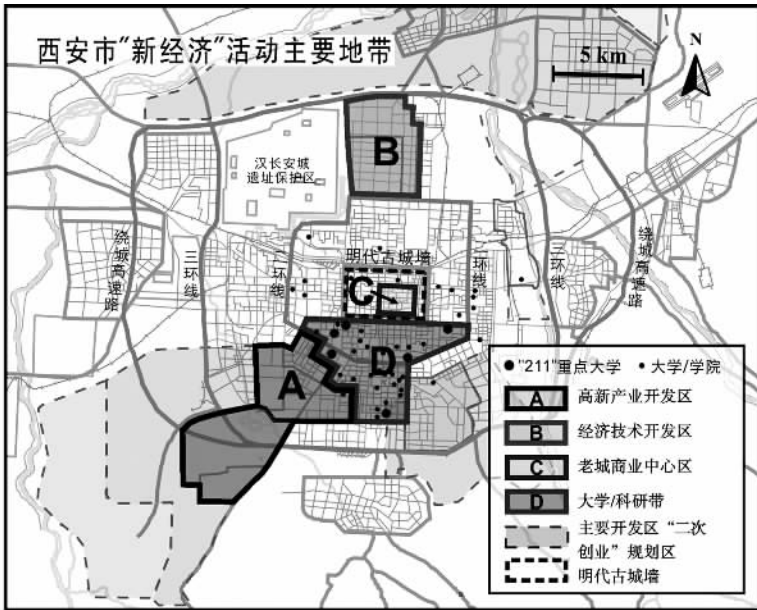 西安市"新经济"活动主要地带
5 km
N
B
汉长安城
遗址保护区
绕城高速路
三环线
二环线
明代古城墙
二环线
三环线
绕城高速路
C
D
A
"211"重点大学
大学/学院
A 高新产业开发区
B 经济技术开发区
C 老城商业中心区
D 大学/科研带
主要开发区“二次
创业”规划区
明代古城墙